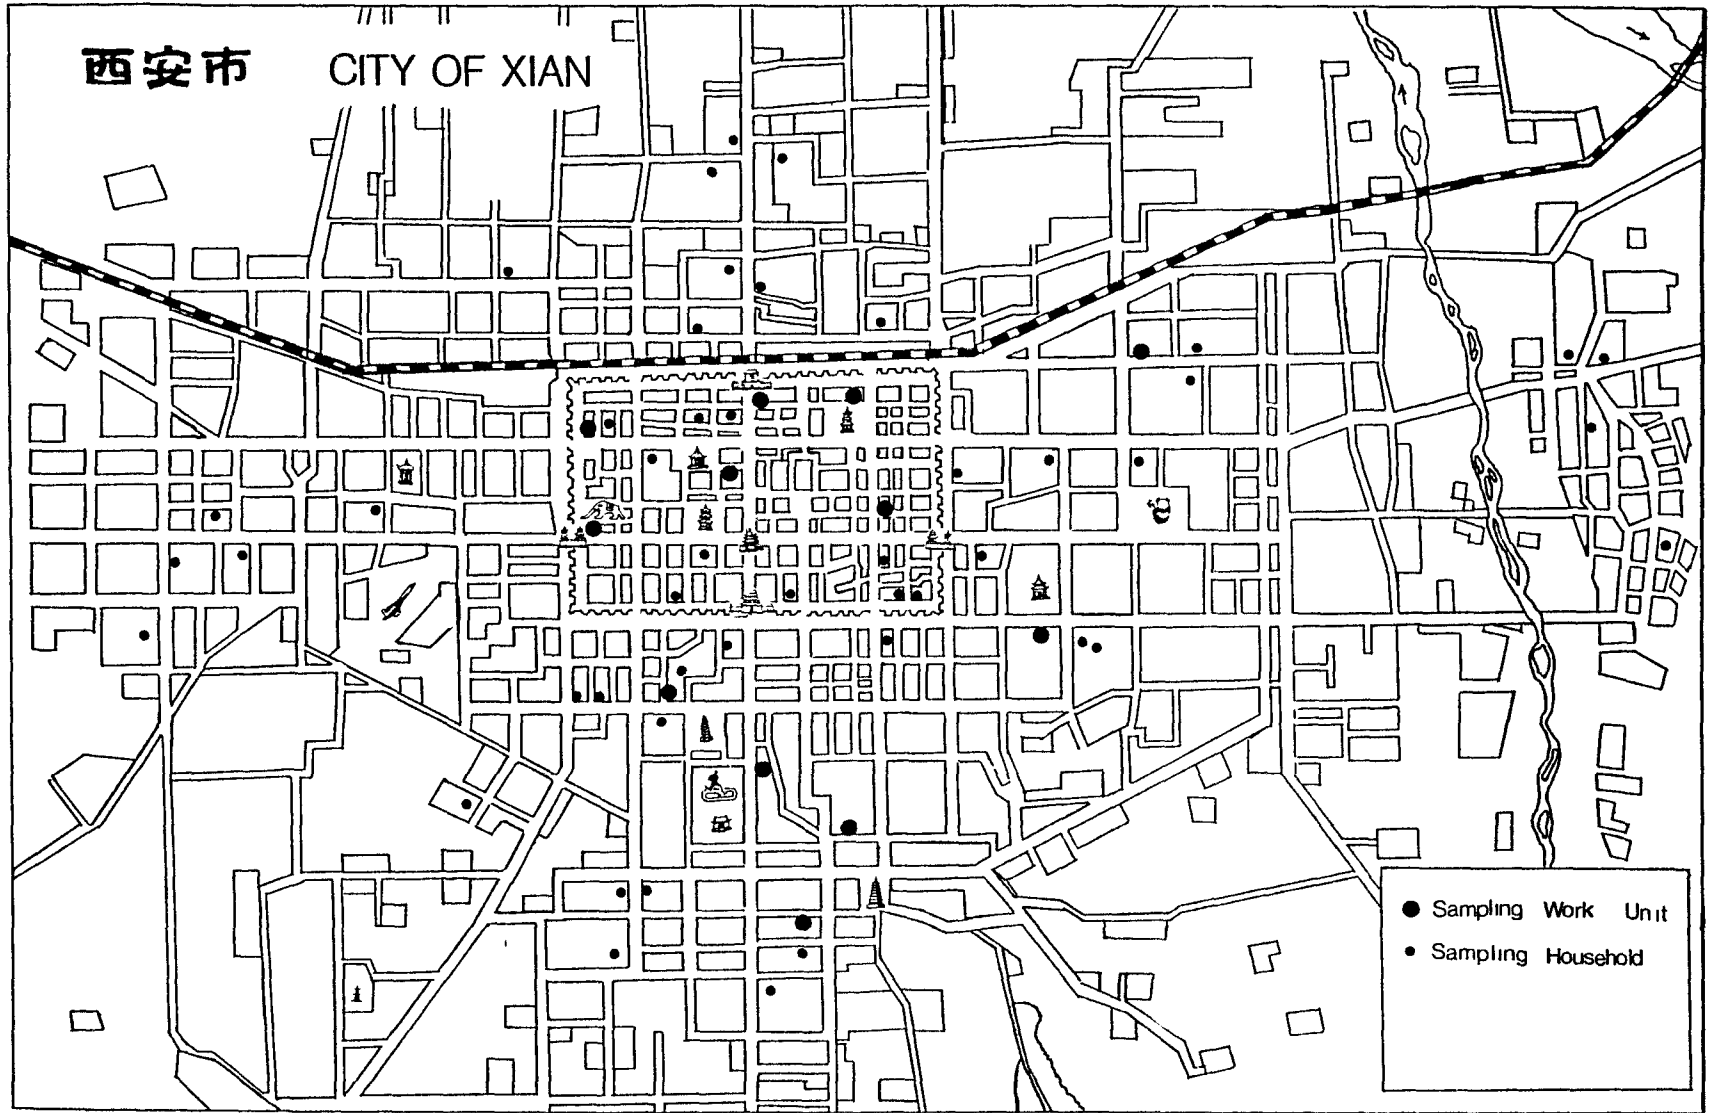 西安市 CITY OF XIAN
Sampling Work Unit
Sampling Household